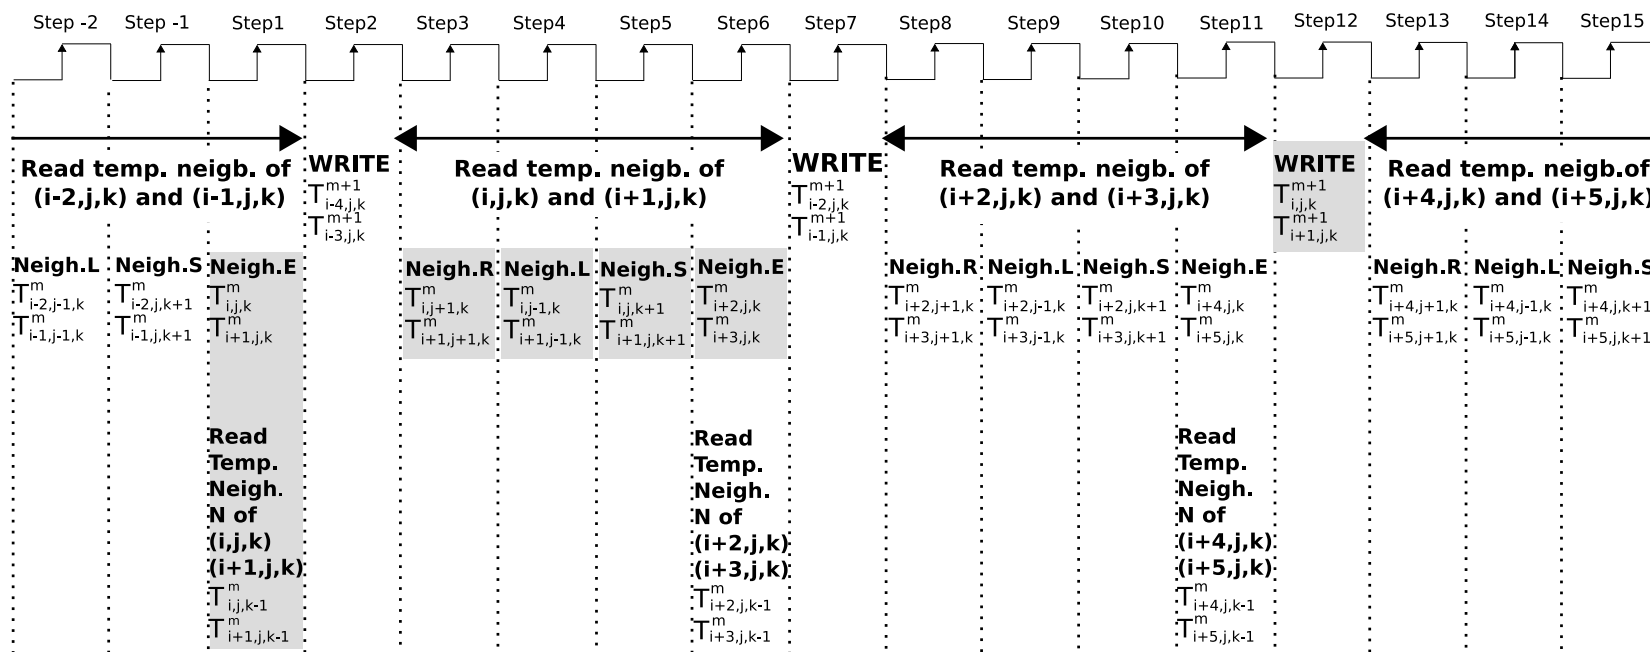 Step -2 Step -1 Step1 Step2 Step3 Step4 Step5 Step6 Step7 Step8 Step9 Step10 Step11 Step12 Step13 Step14 Step15
Read temp. neigb. of
(i-2,j,k) and (i-1,j,k)
WRITE
T^{m+1}_{i-4,j,k}
T^{m+1}_{i-3,j,k}
Read temp. neigb. of
(i,j,k) and (i+1,j,k)
WRITE
T^{m+1}_{i-2,j,k}
T^{m+1}_{i-1,j,k}
Read temp. neigb. of
(i+2,j,k) and (i+3,j,k)
WRITE
T^{m+1}_{i,j,k}
T^{m+1}_{i+1,j,k}
Read temp. neigb.of
(i+4,j,k) and (i+5,j,k)
Neigh.L
T^m_{i-2,j-1,k}
T^m_{i-1,j-1,k}
Neigh.S
T^m_{i-2,j,k+1}
T^m_{i-1,j,k+1}
Neigh.E
T^m_{i,j,k}
T^m_{i+1,j,k}
Neigh.R
T^m_{i,j+1,k}
T^m_{i+1,j+1,k}
Neigh.L
T^m_{i,j-1,k}
T^m_{i+1,j-1,k}
Neigh.S
T^m_{i,j,k+1}
T^m_{i+1,j,k+1}
Neigh.E
T^m_{i+2,j,k}
T^m_{i+3,j,k}
Neigh.R
T^m_{i+2,j+1,k}
T^m_{i+3,j+1,k}
Neigh.L
T^m_{i+2,j-1,k}
T^m_{i+3,j-1,k}
Neigh.S
T^m_{i+2,j,k+1}
T^m_{i+3,j,k+1}
Neigh.E
T^m_{i+4,j,k}
T^m_{i+5,j,k}
Neigh.R
T^m_{i+4,j+1,k}
T^m_{i+5,j+1,k}
Neigh.L
T^m_{i+4,j-1,k}
T^m_{i+5,j-1,k}
Neigh.S
T^m_{i+4,j,k+1}
T^m_{i+5,j,k+1}
Read
Temp.
Neigh.
N of
(i,j,k)
(i+1,j,k)
T^m_{i,j,k-1}
T^m_{i+1,j,k-1}
Read
Temp.
Neigh.
N of
(i+2,j,k)
(i+3,j,k)
T^m_{i+2,j,k-1}
T^m_{i+3,j,k-1}
Read
Temp.
Neigh.
N of
(i+4,j,k)
(i+5,j,k)
T^m_{i+4,j,k-1}
T^m_{i+5,j,k-1}